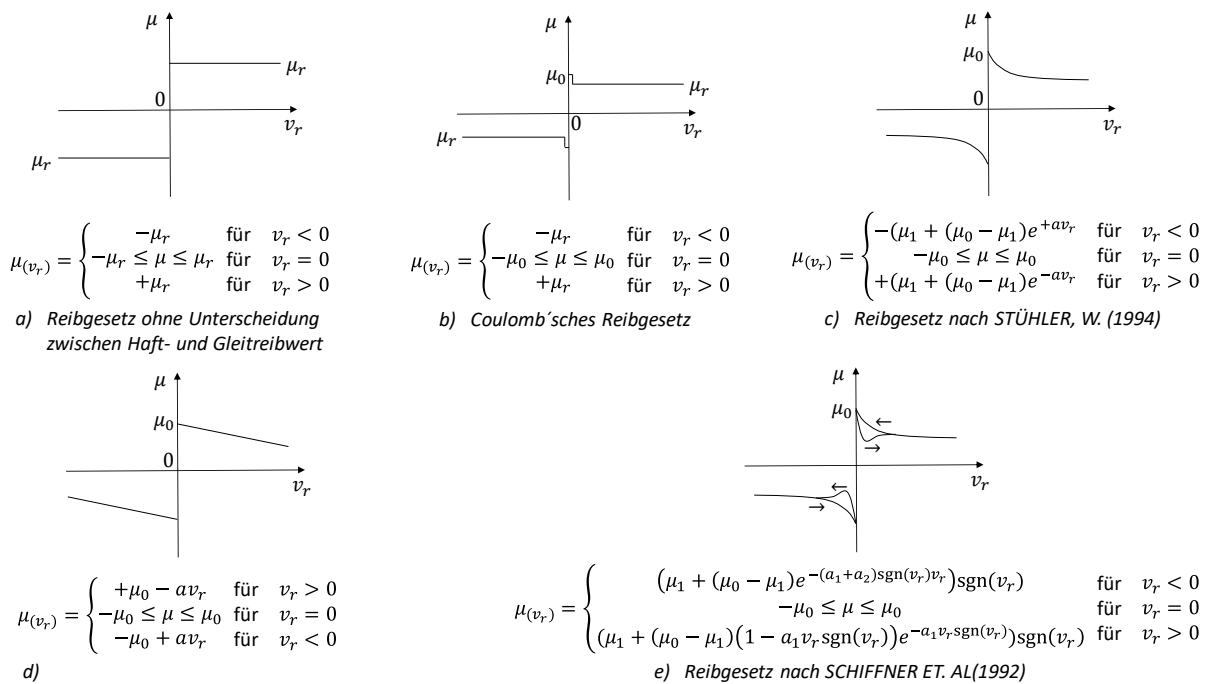 μ
μ_r
0
v_r
μ_r
μ
μ_0
μ_r
0
v_r
μ_r
μ
μ_0
0
v_r
μ_(v_r) = { −μ_r für v_r < 0
−μ_r ≤ μ ≤ μ_r für v_r = 0
+μ_r für v_r > 0
a) Reibgesetz ohne Unterscheidung
zwischen Haft- und Gleitreibwert
μ_(v_r) = { −μ_r für v_r < 0
−μ_0 ≤ μ ≤ μ_0 für v_r = 0
+μ_r für v_r > 0
b) Coulomb´sches Reibgesetz
μ_(v_r) = { −(μ_1 + (μ_0 − μ_1)e^{+av_r} für v_r < 0
−μ_0 ≤ μ ≤ μ_0 für v_r = 0
+(μ_1 + (μ_0 − μ_1)e^{−av_r} für v_r > 0
c) Reibgesetz nach STÜHLER, W. (1994)
μ
μ_0
0
v_r
μ
μ_0
← →
v_r
← →
μ_(v_r) = { +μ_0 − av_r für v_r > 0
−μ_0 ≤ μ ≤ μ_0 für v_r = 0
−μ_0 + av_r für v_r < 0
d)
μ_(v_r) = { (μ_1 + (μ_0 − μ_1)e^{−(a_1+a_2)sgn(v_r)v_r})sgn(v_r) für v_r < 0
−μ_0 ≤ μ ≤ μ_0 für v_r = 0
(μ_1 + (μ_0 − μ_1)(1 − a_1v_rsgn(v_r))e^{−a_1v_rsgn(v_r)})sgn(v_r) für v_r > 0
e) Reibgesetz nach SCHIFFNER ET. AL(1992)